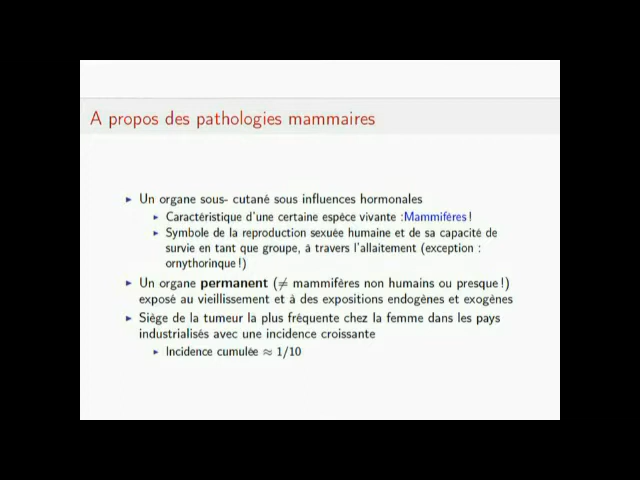 A propos des pathologies mammaires
▸ Un organe sous- cutané sous influences hormonales
▸ Caractéristique d'une certaine espèce vivante :Mammifères !
▸ Symbole de la reproduction sexuée humaine et de sa capacité de
survie en tant que groupe, à travers l'allaitement (exception :
ornythorinque !)
▸ Un organe permanent (≠ mammifères non humains ou presque !)
exposé au vieillissement et à des expositions endogènes et exogènes
▸ Siège de la tumeur la plus fréquente chez la femme dans les pays
industrialisés avec une incidence croissante
▸ Incidence cumulée ≈ 1/10